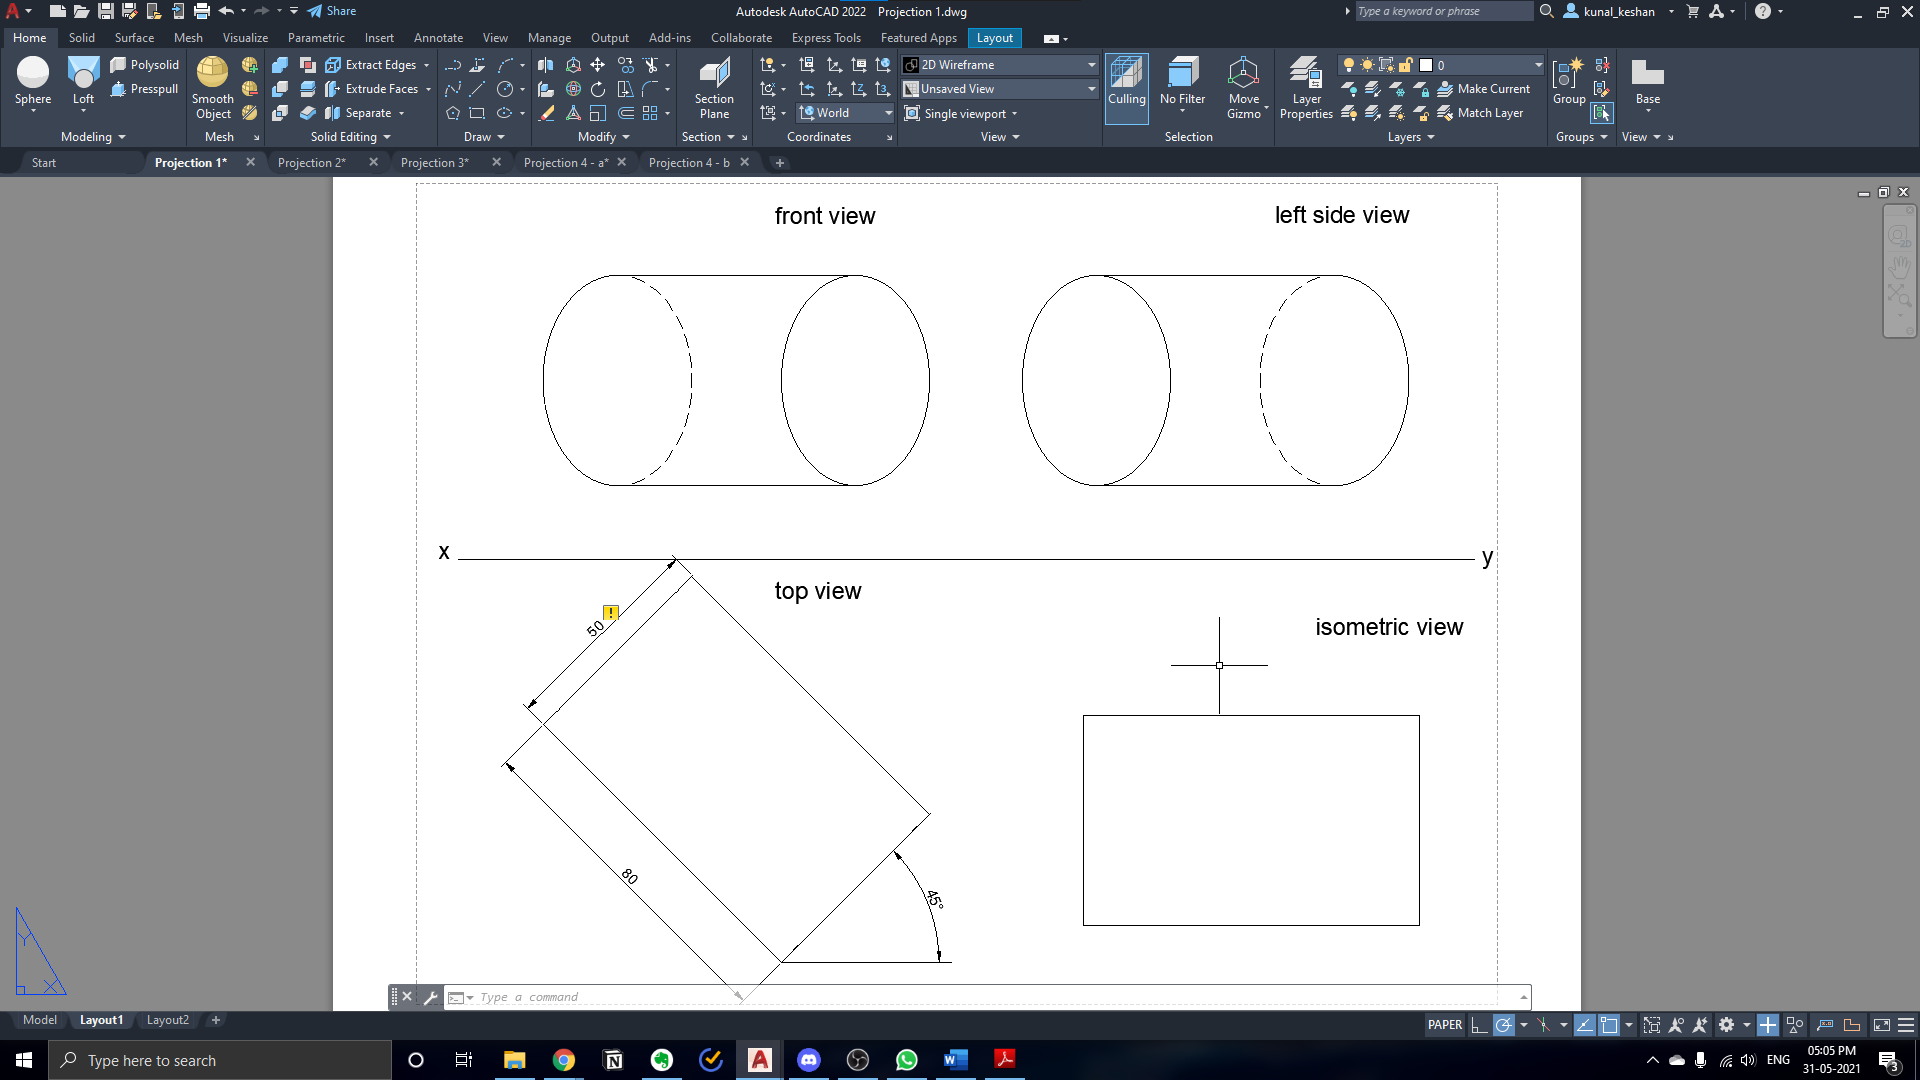 Share
Autodesk AutoCAD 2022 Projection 1.dwg
Type a keyword or phrase
kunal_keshan
Home Solid Surface Mesh Visualize Parametric Insert Annotate View Manage Output Add-ins Collaborate Express Tools Featured Apps Layout
Sphere
Loft
Polysolid
Presspull
Modeling
Smooth
Object
Mesh
Extract Edges
Extrude Faces
Separate
Solid Editing
Draw
Modify
Section
Plane
Section
World
Coordinates
2D Wireframe
Unsaved View
Single viewport
View
Culling
No Filter
Move
Gizmo
Selection
Layer
Properties
0
Make Current
Match Layer
Layers
Group
Groups
Base
View
Start Projection 1* Projection 2* Projection 3* Projection 4 - a* Projection 4 - b
front view
left side view
x
y
top view
isometric view
50
80
45°
Y
X
Type a command
Model Layout1 Layout2
PAPER
Type here to search
ENG
05:05 PM
31-05-2021
3